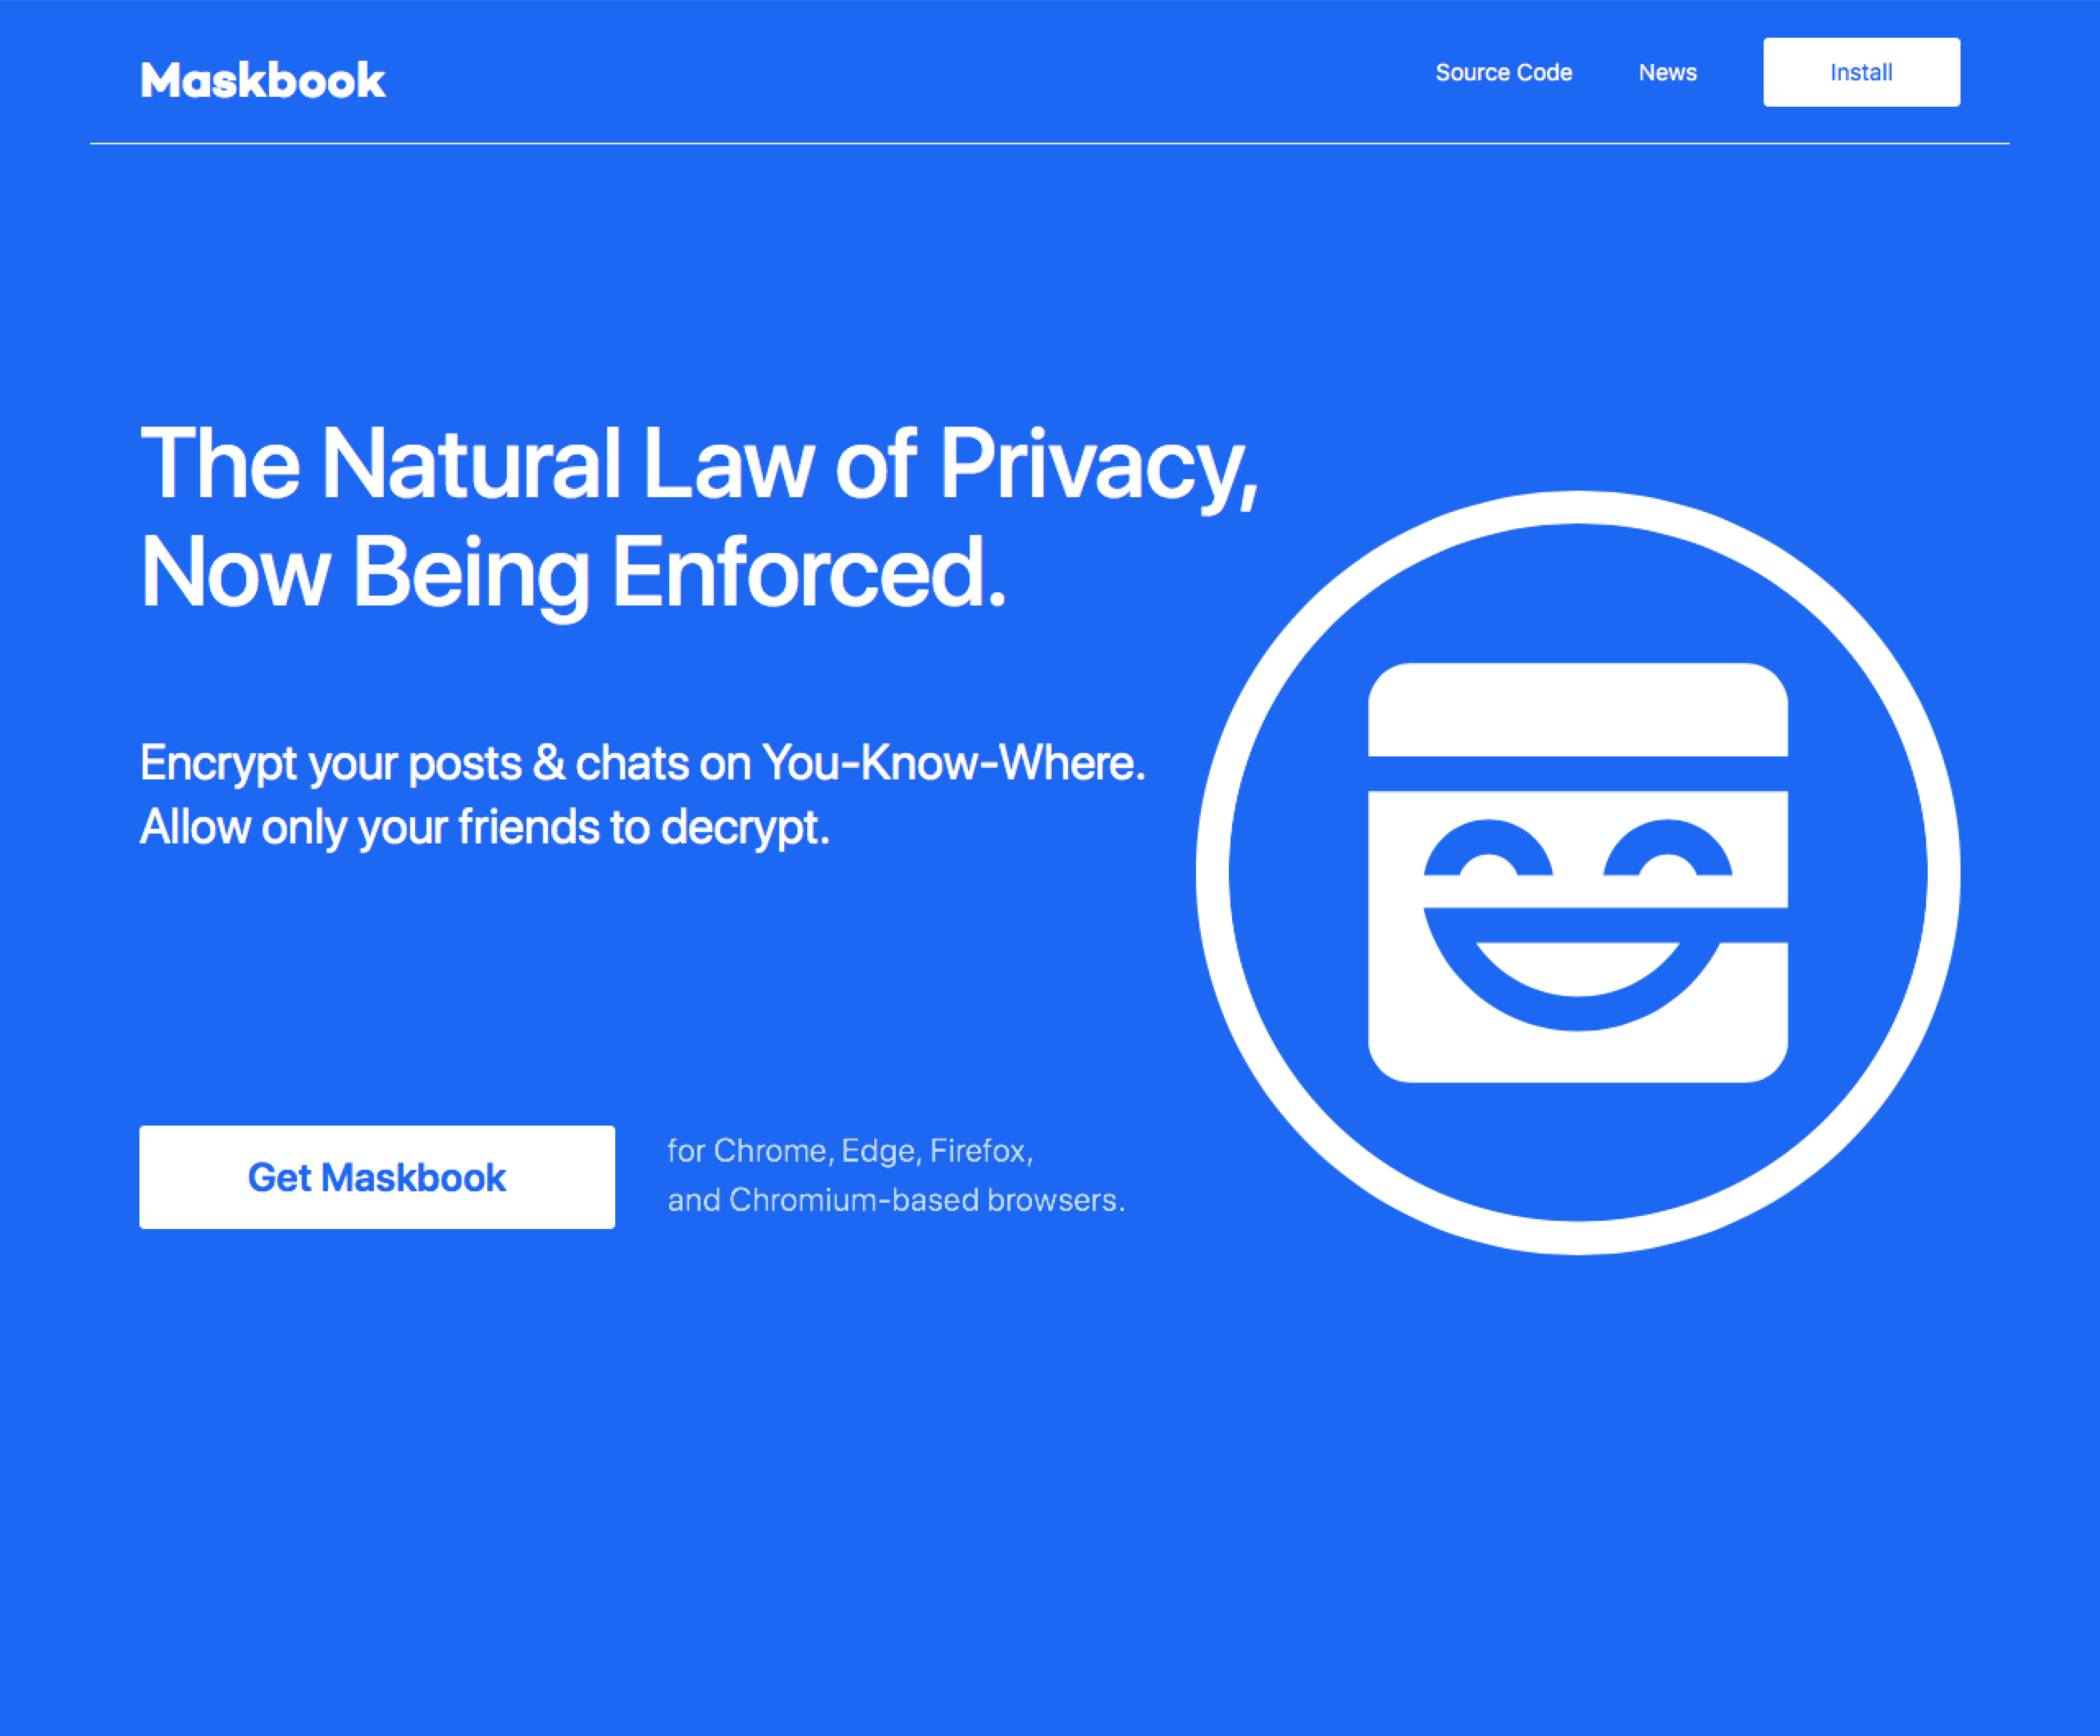 Maskbook
Source Code
News
Install
The Natural Law of Privacy,
Now Being Enforced.
Encrypt your posts & chats on You-Know-Where.
Allow only your friends to decrypt.
Get Maskbook
for Chrome, Edge, Firefox,
and Chromium-based browsers.